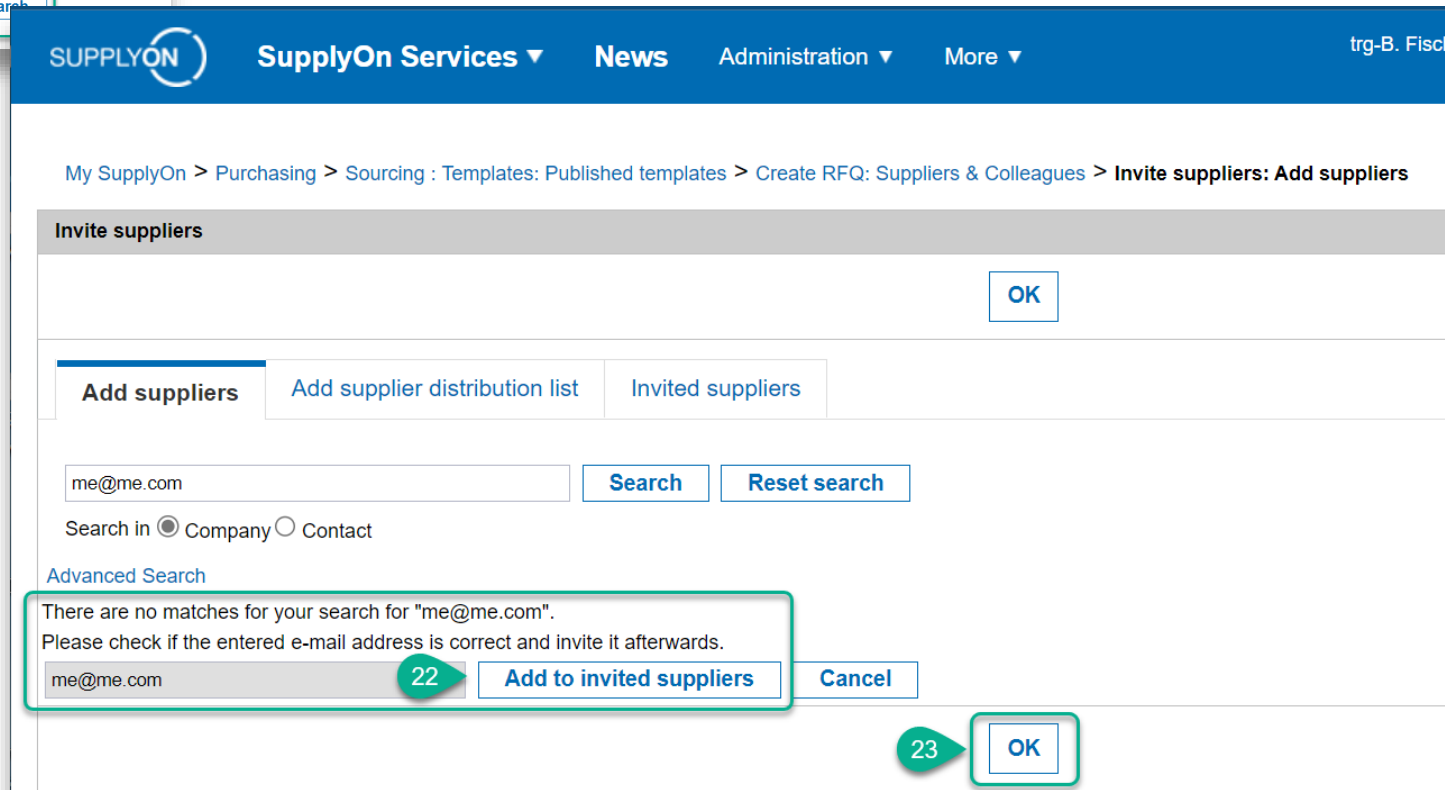 SUPPLYON
SupplyOn Services ▼ News Administration ▼ More ▼
My SupplyOn > Purchasing > Sourcing : Templates: Published templates > Create RFQ: Suppliers & Colleagues > Invite suppliers: Add suppliers
Invite suppliers
OK
Add suppliers Add supplier distribution list Invited suppliers
me@me.com Search Reset search
Search in Company Contact
Advanced Search
There are no matches for your search for "me@me.com".
Please check if the entered e-mail address is correct and invite it afterwards.
me@me.com 22 Add to invited suppliers Cancel
23 OK